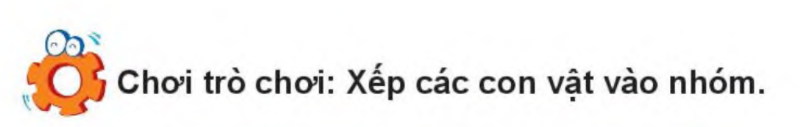 Chơi trò chơi: Xếp các con vật vào nhóm.